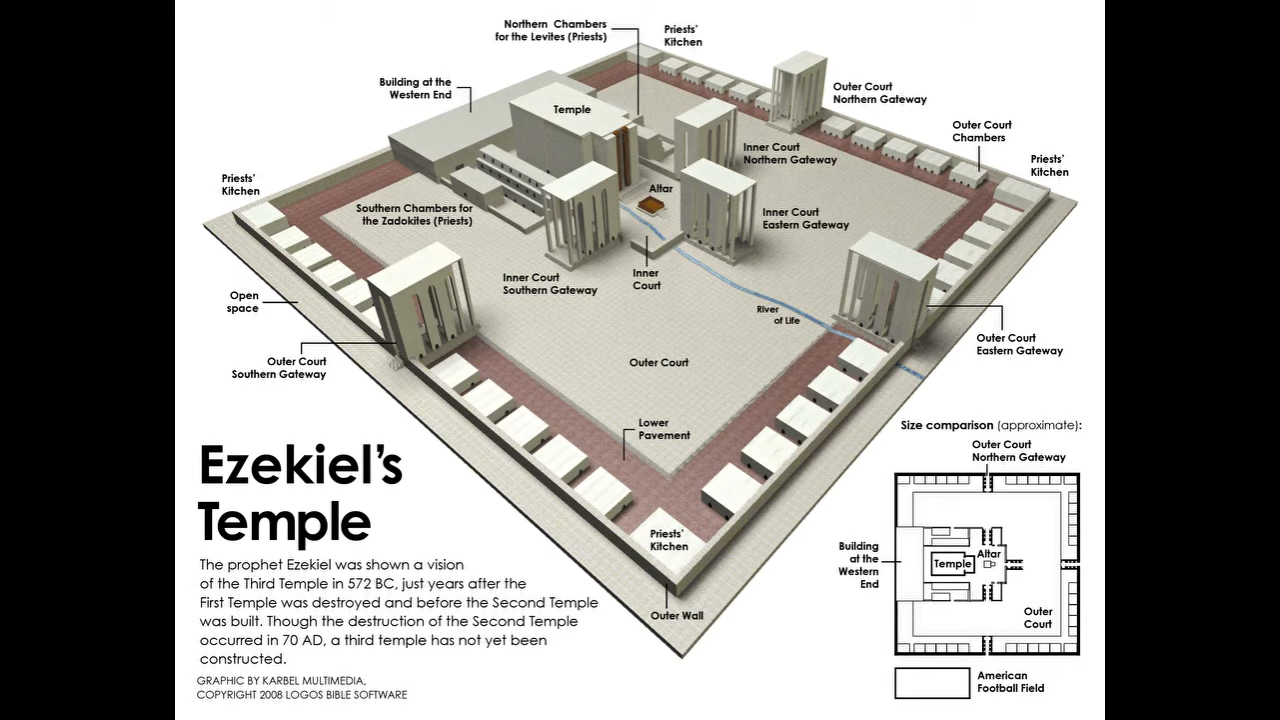 Northern Chambers
for the Levites (Priests)
Priests'
Kitchen
Building at the
Western End
Temple
Outer Court
Northern Gateway
Outer Court
Chambers
Priests'
Kitchen
Inner Court
Northern Gateway
Priests'
Kitchen
Altar
Southern Chambers for
the Zadokites (Priests)
Inner Court
Eastern Gateway
Inner Court
Southern Gateway
Inner
Court
Open
space
River
of Life
Outer Court
Eastern Gateway
Outer Court
Southern Gateway
Outer Court
Lower
Pavement
Priests'
Kitchen
Outer Wall
Ezekiel's
Temple
The prophet Ezekiel was shown a vision
of the Third Temple in 572 BC, just years after the
First Temple was destroyed and before the Second Temple
was built. Though the destruction of the Second Temple
occurred in 70 AD, a third temple has not yet been
constructed.
GRAPHIC BY KARBEL MULTIMEDIA,
COPYRIGHT 2008 LOGOS BIBLE SOFTWARE
Size comparison (approximate):
Outer Court
Northern Gateway
Building
at the
Western
End
Altar
Temple
Outer
Court
American
Football Field